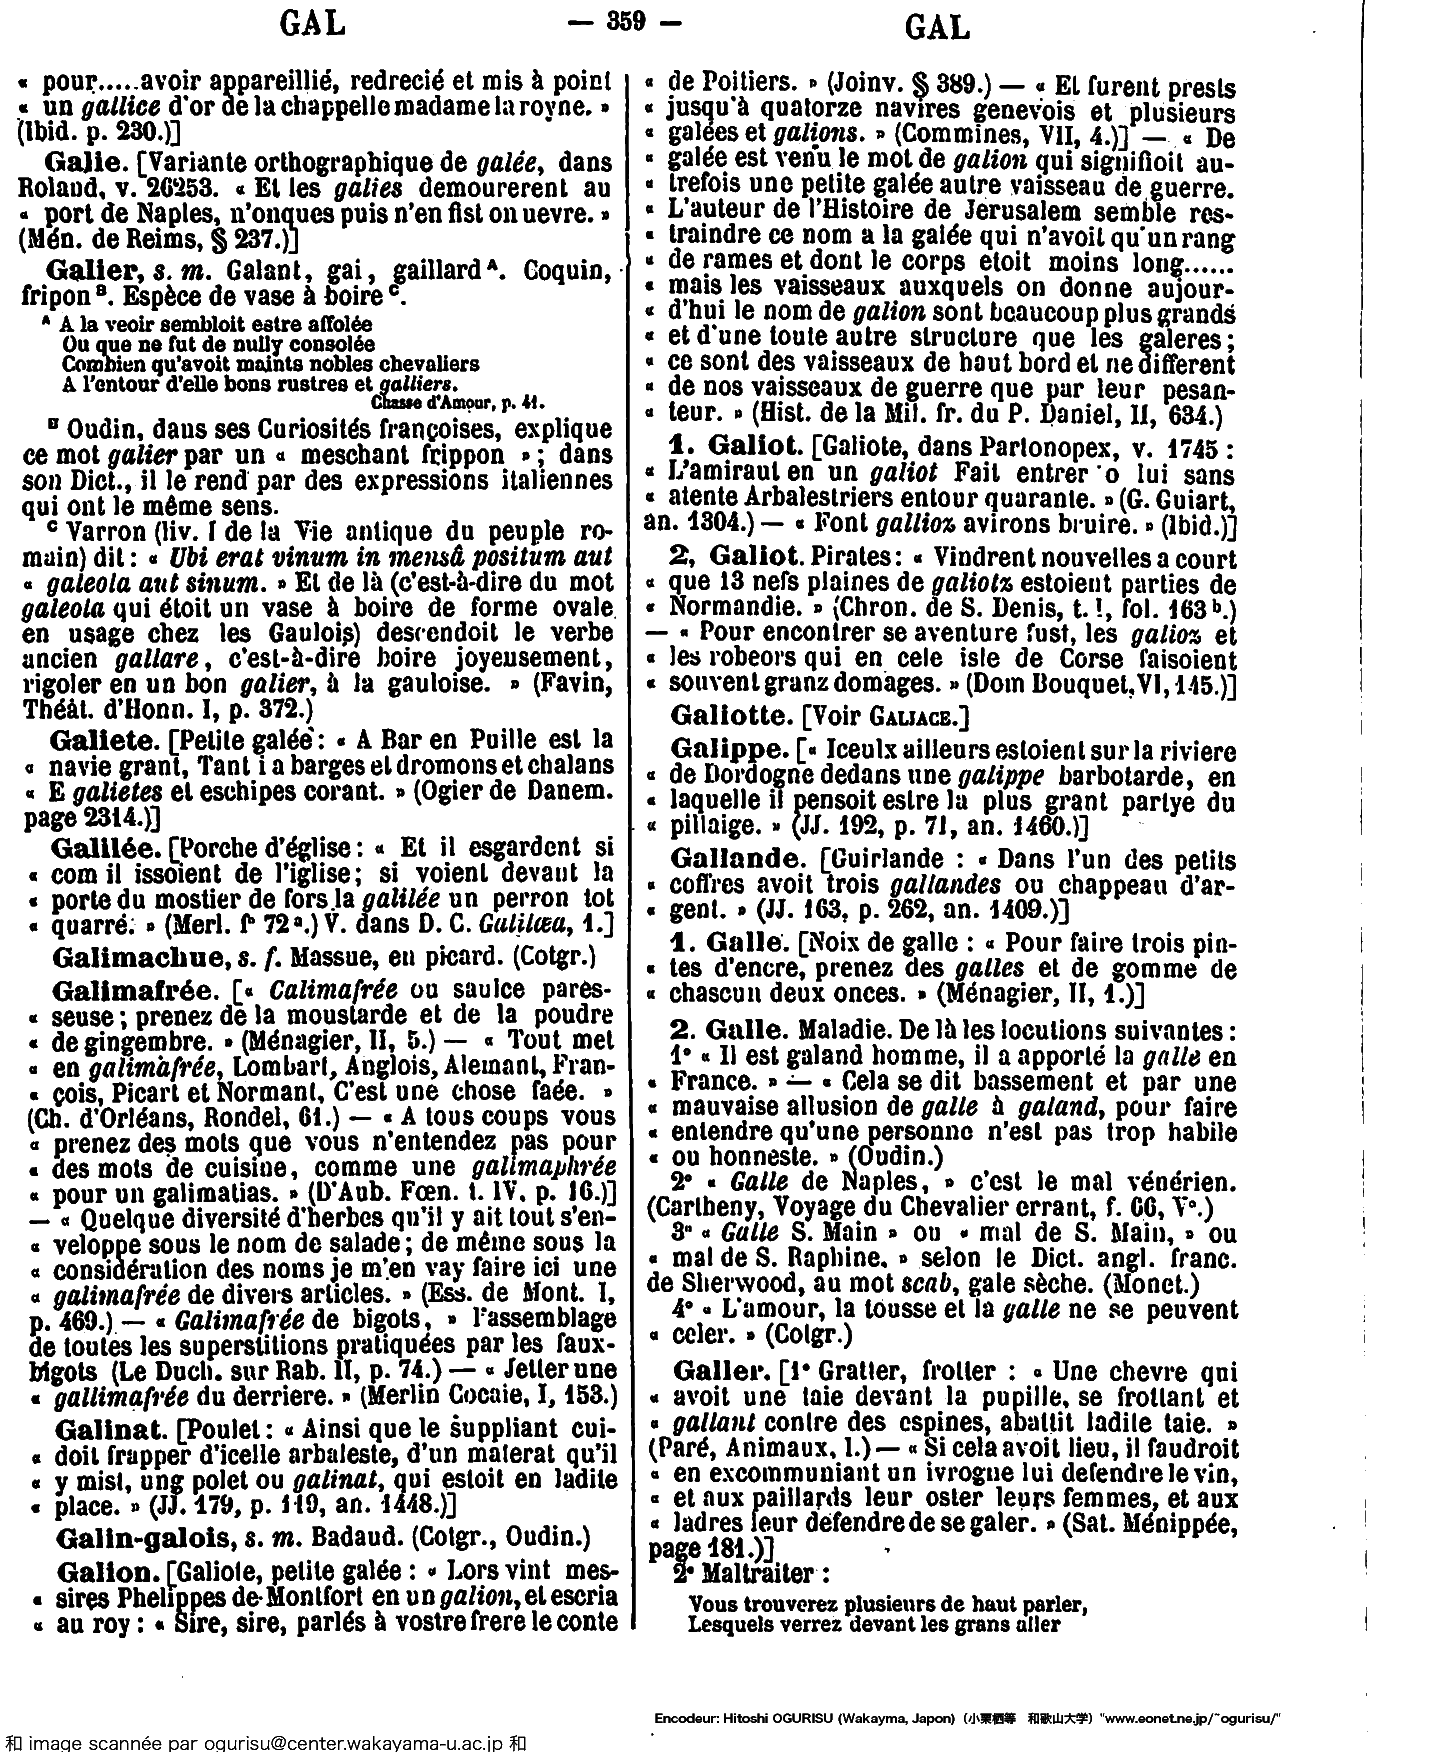 GAL — 359 — GAL
« pour.....avoir appareillié, redrecié et mis à point
« un gallice d'or de la chappelle madame la royne. »
(Ibid. p. 230.)]
Galie. [Variante orthographique de galée, dans
Roland, v. 26253. « Et les galies demourerent au
« port de Naples, n'onques puis n'en fist on uevre. »
(Mén. de Reims, § 237.)]
Galier, s. m. Galant, gai, gaillard A. Coquin,
fripon B. Espèce de vase à boire C.
A A la veoir sembloit estre affolée
Ou que ne fut de nully consolée
Combien qu'avoit maints nobles chevaliers
A l'entour d'elle bons rustres et galliers.
Chasse d'Amour, p. 41.
B Oudin, dans ses Curiosités françoises, explique
ce mot galier par un « meschant frippon » ; dans
son Dict., il le rend par des expressions italiennes
qui ont le même sens.
C Varron (liv. I de la Vie antique du peuple ro-
main) dit : « Ubi erat vinum in mensâ positum aut
« galeola aut sinum. » Et de là (c'est-à-dire du mot
galeola qui étoit un vase à boire de forme ovale
en usage chez les Gaulois) descendoit le verbe
ancien gallare, c'est-à-dire boire joyeusement,
rigoler en un bon galier, à la gauloise. » (Favin,
Théât. d'Honn. I, p. 372.)
Galiete. [Petite galée : « A Bar en Puille est la
« navie grant, Tant i a barges et dromons et chalans
« E galietes et eschipes corant. » (Ogier de Danem.
page 2314.)]
Galilée. [Porche d'église : « Et il esgardent si
« com il issoient de l'iglise ; si voient devant la
« porte du mostier de fors la galilée un perron tot
« quarré. » (Merl. f° 72 a.) V. dans D. C. Galilœa, 1.]
Galimachue, s. f. Massue, en picard. (Cotgr.)
Galimafrée. [« Calimafrée ou saulce parès-
« seuse ; prenez de la moustarde et de la poudre
« de gingembre. » (Ménagier, II, 5.) — « Tout met
« en galimàfrée, Lombart, Anglois, Alemant, Fran-
« çois, Picart et Normant, C'est une chose faée. »
(Ch. d'Orléans, Rondel, 61.) — « A tous coups vous
« prenez des mots que vous n'entendez pas pour
« des mots de cuisine, comme une galimaphrée
« pour un galimatias. » (D'Aub. Fœn. t. IV, p. 16.)]
— « Quelque diversité d'herbes qu'il y ait tout s'en-
« veloppe sous le nom de salade ; de même sous la
« considération des noms je m'en vay faire ici une
« galimafrée de divers articles. » (Ess. de Mont. I,
p. 469.) — « Galimafrée de bigots, » l'assemblage
de toutes les superstitions pratiquées par les faux-
bigots (Le Duch. sur Rab. II, p. 74.) — « Jetter une
« gallimafrée du derriere. » (Merlin Cocaie, I, 153.)
Galinat. [Poulet : « Ainsi que le suppliant cui-
« doit frapper d'icelle arbaleste, d'un materat qu'il
« y mist, ung polet ou galinat, qui estoit en ladite
« place. » (JJ. 179, p. 119, an. 1448.)]
Galin-galois, s. m. Badaud. (Cotgr., Oudin.)
Galion. [Galiote, petite galée : « Lors vint mes-
« sires Phelippes de Montfort en un galion, et escria
« au roy : « Sire, sire, parlés à vostre frere le conte
« de Poitiers. » (Joinv. § 389.) — « Et furent prests
« jusqu'à quatorze navires genevois et plusieurs
« galées et galions. » (Commines, VII, 4.)] — « De
« galée est venu le mot de galion qui signifioit au-
« trefois une petite galée autre vaisseau de guerre.
« L'auteur de l'Histoire de Jerusalem semble res-
« traindre ce nom a la galée qui n'avoit qu'un rang
« de rames et dont le corps etoit moins long......
« mais les vaisseaux auxquels on donne aujour-
« d'hui le nom de galion sont beaucoup plus grands
« et d'une toute autre structure que les galeres ;
« ce sont des vaisseaux de haut bord et ne different
« de nos vaisseaux de guerre que par leur pesan-
« teur. » (Hist. de la Mil. fr. du P. Daniel, II, 634.)
1. Galiot. [Galiote, dans Partonopex, v. 1745 :
« L'amiraut en un galiot Fait entrer o lui sans
« atente Arbalestriers entour quarante. » (G. Guiart,
an. 1304.) — « Font gallioz avirons bruire. » (Ibid.)]
2. Galiot. Pirates : « Vindrent nouvelles a court
« que 13 nefs plaines de galiotz estoient parties de
« Normandie. » (Chron. de S. Denis, t. I, fol. 163 b.)
— « Pour encontrer se aventure fust, les galioz et
« les robeors qui en cele isle de Corse faisoient
« souvent granz domages. » (Dom Bouquet, VI, 145.)]
Galiotte. [Voir GALIACE.]
Galippe. [« Iceulx ailleurs estoient sur la riviere
« de Dordogne dedans une galippe barbotarde, en
« laquelle il pensoit estre la plus grant partye du
« pillaige. » (JJ. 192, p. 71, an. 1460.)]
Gallande. [Guirlande : « Dans l'un des petits
« coffres avoit trois gallandes ou chappeau d'ar-
« gent. » (JJ. 163, p. 262, an. 1409.)]
1. Galle. [Noix de galle : « Pour faire trois pin-
« tes d'encre, prenez des galles et de gomme de
« chascun deux onces. » (Ménagier, II, 1.)]
2. Galle. Maladie. De là les locutions suivantes :
1° « Il est galand homme, il a apporté la galle en
« France. » — « Cela se dit bassement et par une
« mauvaise allusion de galle à galand, pour faire
« entendre qu'une personne n'est pas trop habile
« ou honneste. » (Oudin.)
2° « Galle de Naples, » c'est le mal vénérien.
(Cartheny, Voyage du Chevalier errant, f. 66, V°.)
3° « Galle S. Main » ou « mal de S. Main, » ou
« mal de S. Raphine. » selon le Dict. angl. franc.
de Sherwood, au mot scab, gale sèche. (Monet.)
4° « L'amour, la tousse et la galle ne se peuvent
« celer. » (Cotgr.)
Galler. [1° Gratter, frotter : « Une chevre qui
« avoit une taie devant la pupille, se frottant et
« gallant contre des espines, abattit ladite taie. »
(Paré, Animaux, 1.) — « Si cela avoit lieu, il faudroit
« en excommuniant un ivrogne lui defendre le vin,
« et aux paillards leur oster leurs femmes, et aux
« ladres leur defendre de se galer. » (Sat. Ménippée,
page 181.)]
2° Maltraiter :
Vous trouverez plusieurs de haut parler,
Lesquels verrez devant les grans aller
Encodeur: Hitoshi OGURISU (Wakayma, Japon) (小栗栖等 和歌山大学) "www.eonet.ne.jp/~ogurisu/"
和 image scannée par ogurisu@center.wakayama-u.ac.jp 和